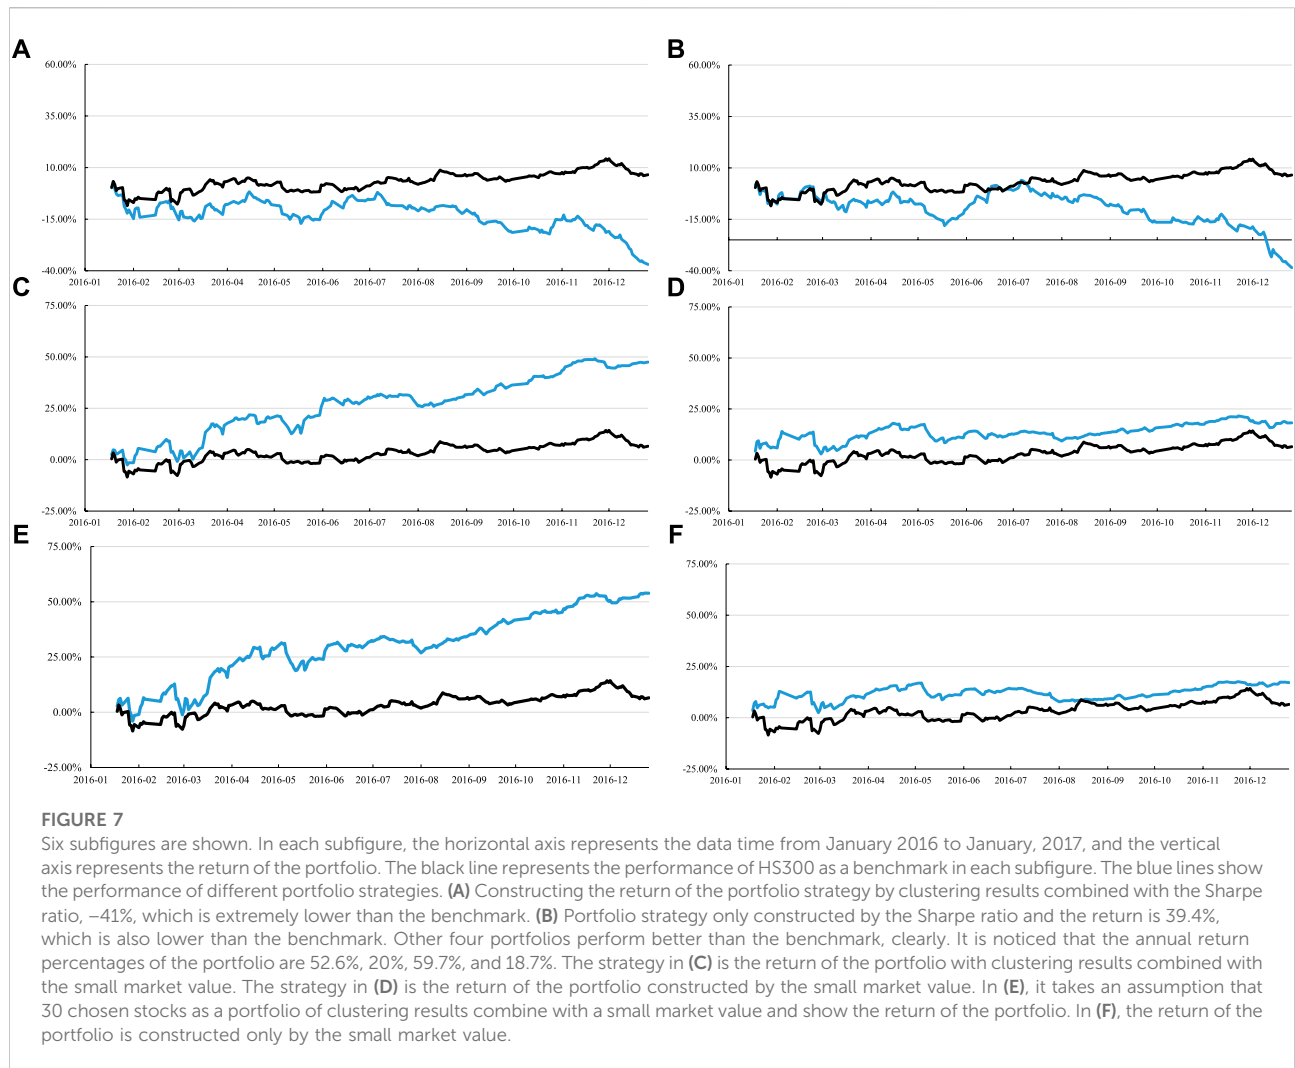 A
60.00%
35.00%
10.00%
-15.00%
-40.00%
2016-01 2016-02 2016-03 2016-04 2016-05 2016-06 2016-07 2016-08 2016-09 2016-10 2016-11 2016-12
B
60.00%
35.00%
10.00%
-15.00%
-40.00%
2016-01 2016-02 2016-03 2016-04 2016-05 2016-06 2016-07 2016-08 2016-09 2016-10 2016-11 2016-12
C
75.00%
50.00%
25.00%
0.00%
-25.00%
2016-01 2016-02 2016-03 2016-04 2016-05 2016-06 2016-07 2016-08 2016-09 2016-10 2016-11 2016-12
D
75.00%
50.00%
25.00%
0.00%
-25.00%
2016-01 2016-02 2016-03 2016-04 2016-05 2016-06 2016-07 2016-08 2016-09 2016-10 2016-11 2016-12
E
75.00%
50.00%
25.00%
0.00%
-25.00%
2016-01 2016-02 2016-03 2016-04 2016-05 2016-06 2016-07 2016-08 2016-09 2016-10 2016-11 2016-12
F
75.00%
50.00%
25.00%
0.00%
-25.00%
2016-01 2016-02 2016-03 2016-04 2016-05 2016-06 2016-07 2016-08 2016-09 2016-10 2016-11 2016-12
FIGURE 7
Six subfigures are shown. In each subfigure, the horizontal axis represents the data time from January 2016 to January, 2017, and the vertical
axis represents the return of the portfolio. The black line represents the performance of HS300 as a benchmark in each subfigure. The blue lines show
the performance of different portfolio strategies. (A) Constructing the return of the portfolio strategy by clustering results combined with the Sharpe
ratio, −41%, which is extremely lower than the benchmark. (B) Portfolio strategy only constructed by the Sharpe ratio and the return is 39.4%,
which is also lower than the benchmark. Other four portfolios perform better than the benchmark, clearly. It is noticed that the annual return
percentages of the portfolio are 52.6%, 20%, 59.7%, and 18.7%. The strategy in (C) is the return of the portfolio with clustering results combined with
the small market value. The strategy in (D) is the return of the portfolio constructed by the small market value. In (E), it takes an assumption that
30 chosen stocks as a portfolio of clustering results combine with a small market value and show the return of the portfolio. In (F), the return of the
portfolio is constructed only by the small market value.